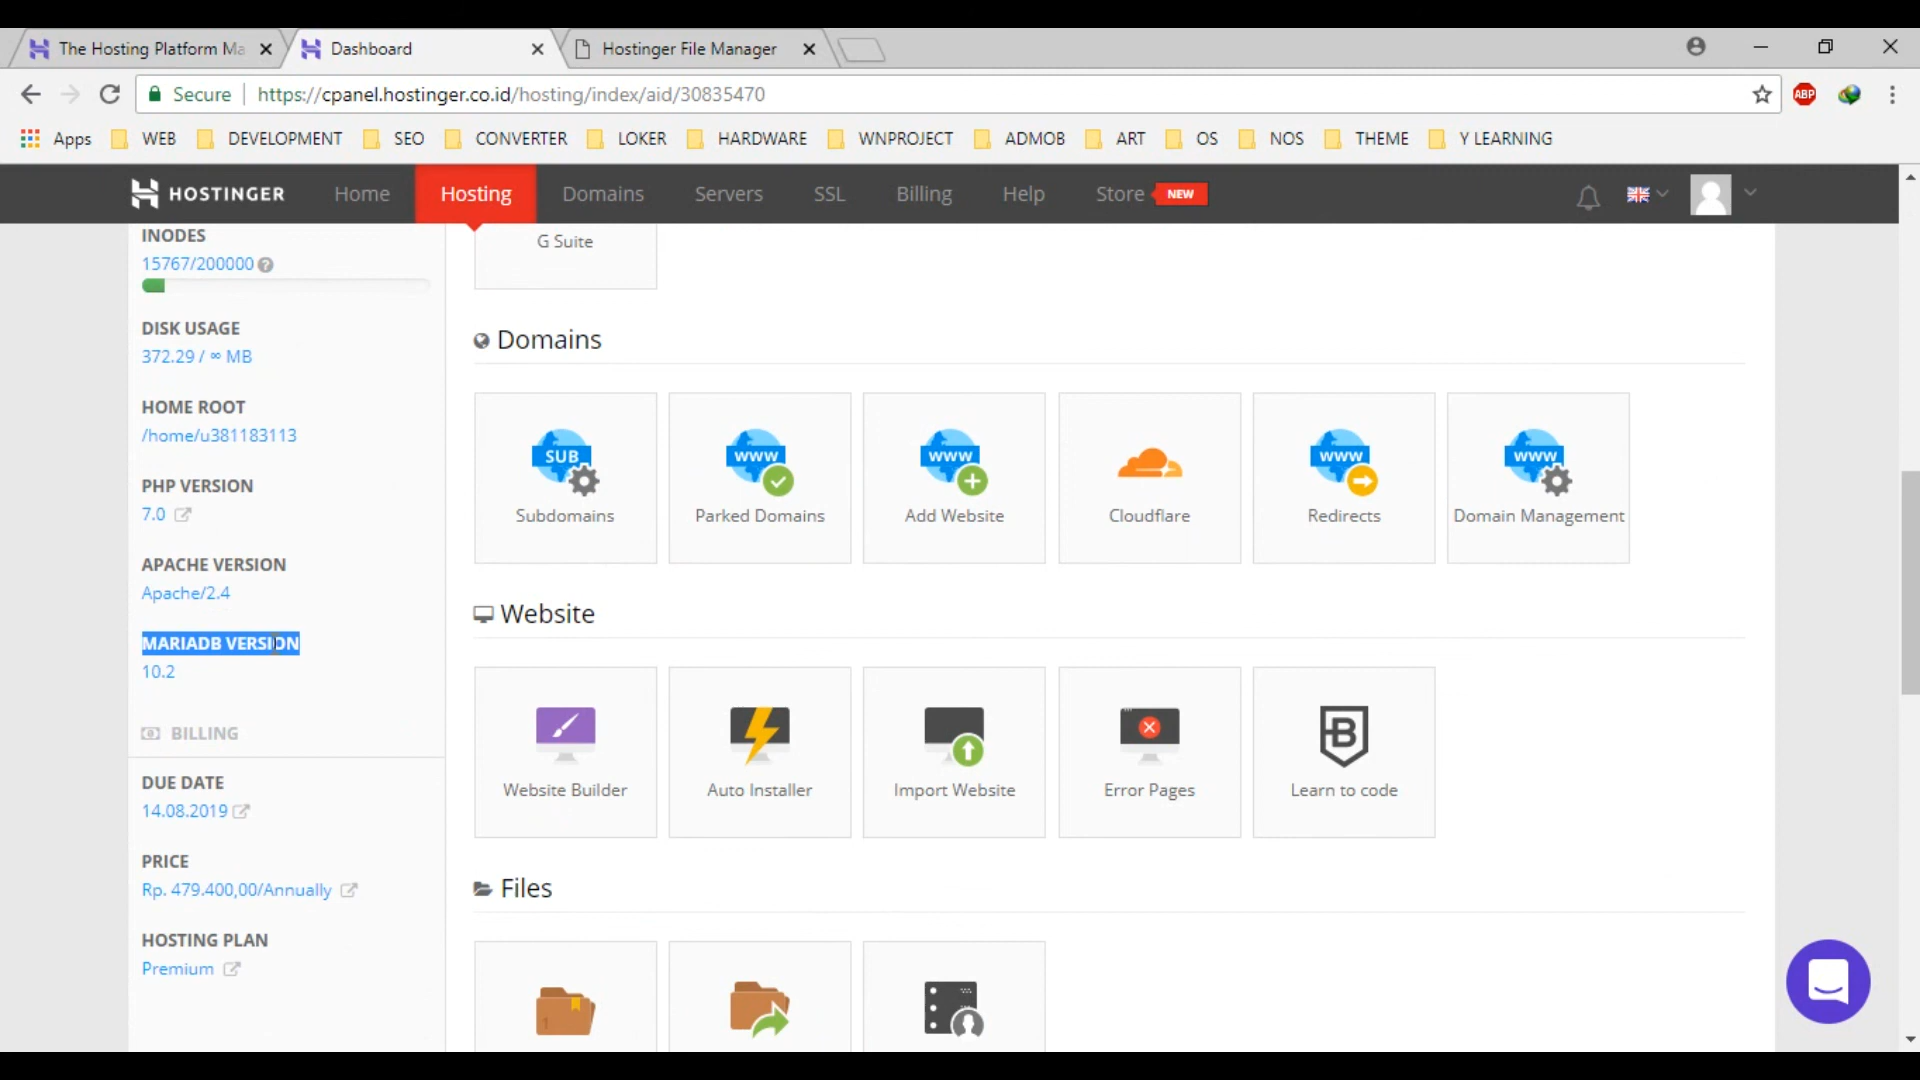 The Hosting Platform Ma
Dashboard
Hostinger File Manager
Secure
https://cpanel.hostinger.co.id/hosting/index/aid/30835470
ABP
Apps
WEB
DEVELOPMENT
SEO
CONVERTER
LOKER
HARDWARE
WNPROJECT
ADMOB
ART
OS
NOS
THEME
Y LEARNING
HOSTINGER
Home
Hosting
Domains
Servers
SSL
Billing
Help
Store
NEW
INODES
15767/200000
DISK USAGE
372.29 / ∞ MB
HOME ROOT
/home/u381183113
PHP VERSION
7.0
APACHE VERSION
Apache/2.4
MARIADB VERSION
10.2
BILLING
DUE DATE
14.08.2019
PRICE
Rp. 479.400,00/Annually
HOSTING PLAN
Premium
G Suite
Domains
SUB
Subdomains
WWW
Parked Domains
WWW
Add Website
Cloudflare
WWW
Redirects
WWW
Domain Management
Website
Website Builder
Auto Installer
Import Website
Error Pages
B
Learn to code
Files